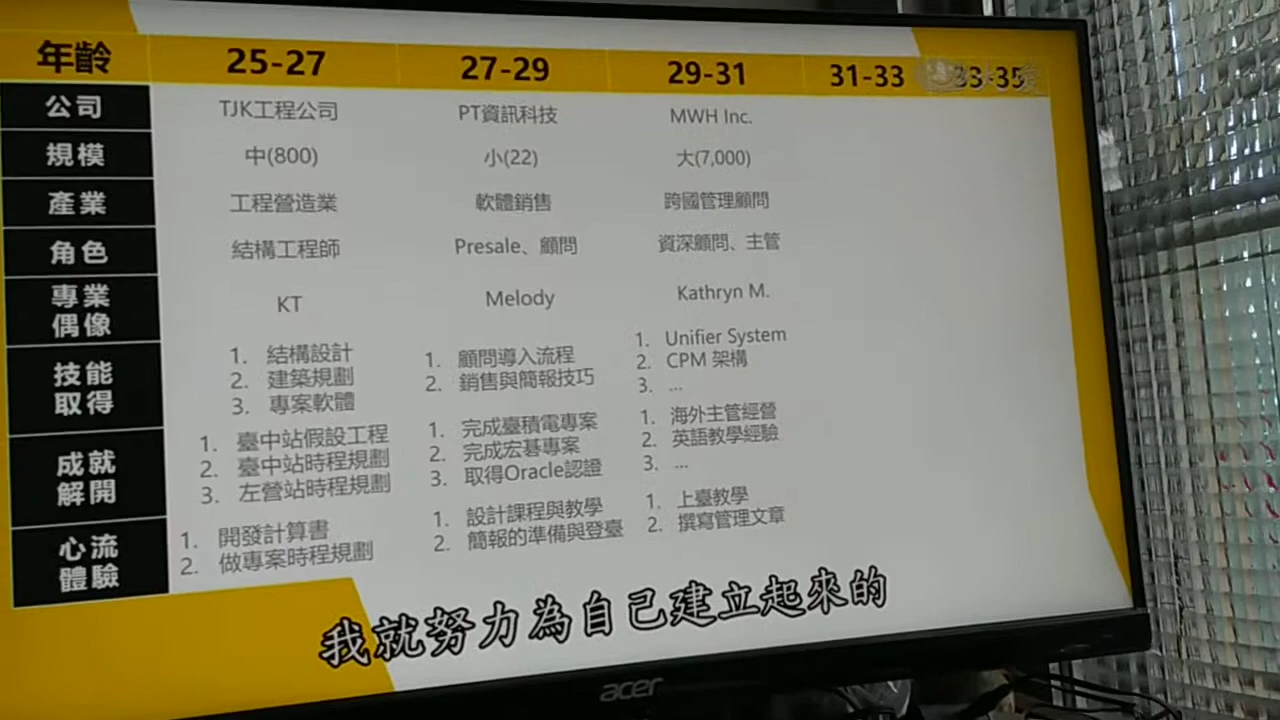 年齡 25-27 27-29 29-31 31-33 33-35
公司 TJK工程公司 PT資訊科技 MWH Inc.
規模 中(800) 小(22) 大(7,000)
產業 工程營造業 軟體銷售 跨國管理顧問
角色 結構工程師 Presale、顧問 資深顧問、主管
專業
偶像
KT Melody Kathryn M.
技能
取得
1. 結構設計
2. 建築規劃
3. 專案軟體
1. 顧問導入流程
2. 銷售與簡報技巧
1. Unifier System
2. CPM 架構
3. ...
成就
解開
1. 臺中站假設工程
2. 臺中站時程規劃
3. 左營站時程規劃
1. 完成臺積電專案
2. 完成宏碁專案
3. 取得Oracle認證
1. 海外主管經營
2. 英語教學經驗
3. ...
心流
體驗
1. 開發計算書
2. 做專案時程規劃
1. 設計課程與教學
2. 簡報的準備與登臺
1. 上臺教學
2. 撰寫管理文章
我就努力為自己建立起來的
acer